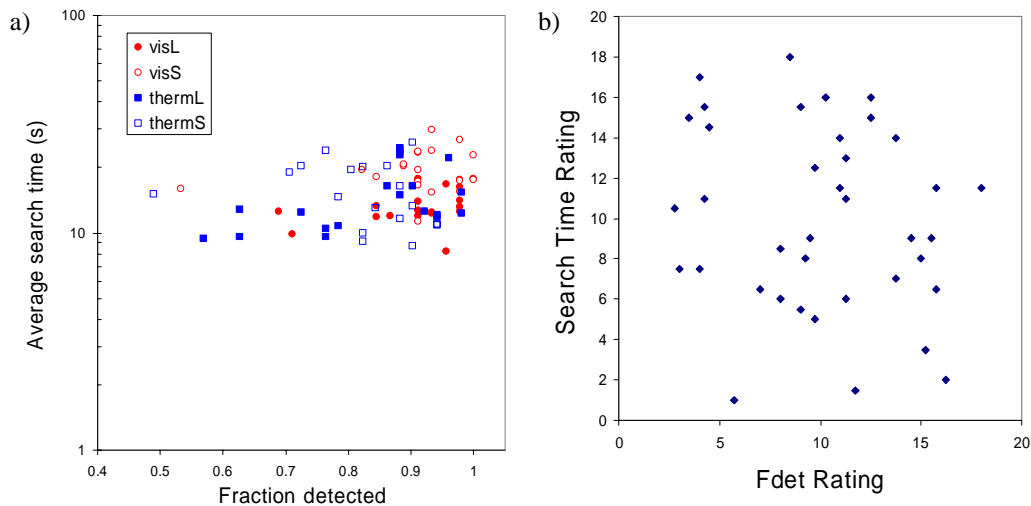 a)
100
10
1
Average search time (s)
visL
visS
thermL
thermS
0.4 0.5 0.6 0.7 0.8 0.9 1
Fraction detected
b)
20
18
16
14
12
10
8
6
4
2
0
Search Time Rating
0 5 10 15 20
Fdet Rating